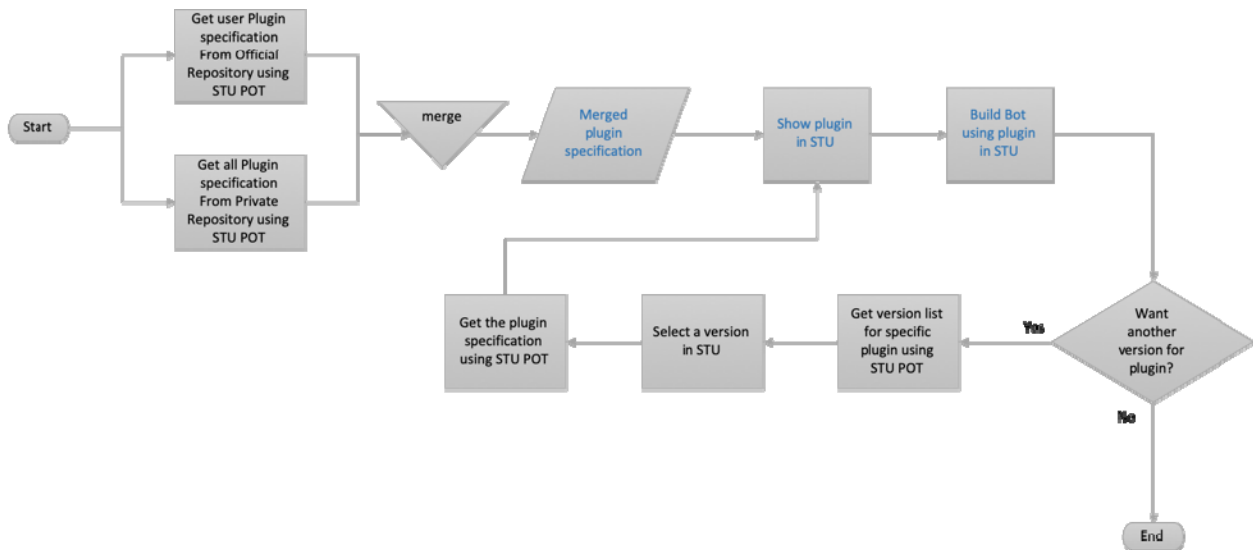 Start
Get user Plugin
specification
From Official
Repository using
STU POT
Get all Plugin
specification
From Private
Repository using
STU POT
merge
Merged
plugin
specification
Show plugin
in STU
Build Bot
using plugin
in STU
Want
another
version for
plugin?
Yes
Get version list
for specific
plugin using
STU POT
Select a version
in STU
Get the plugin
specification
using STU POT
No
End